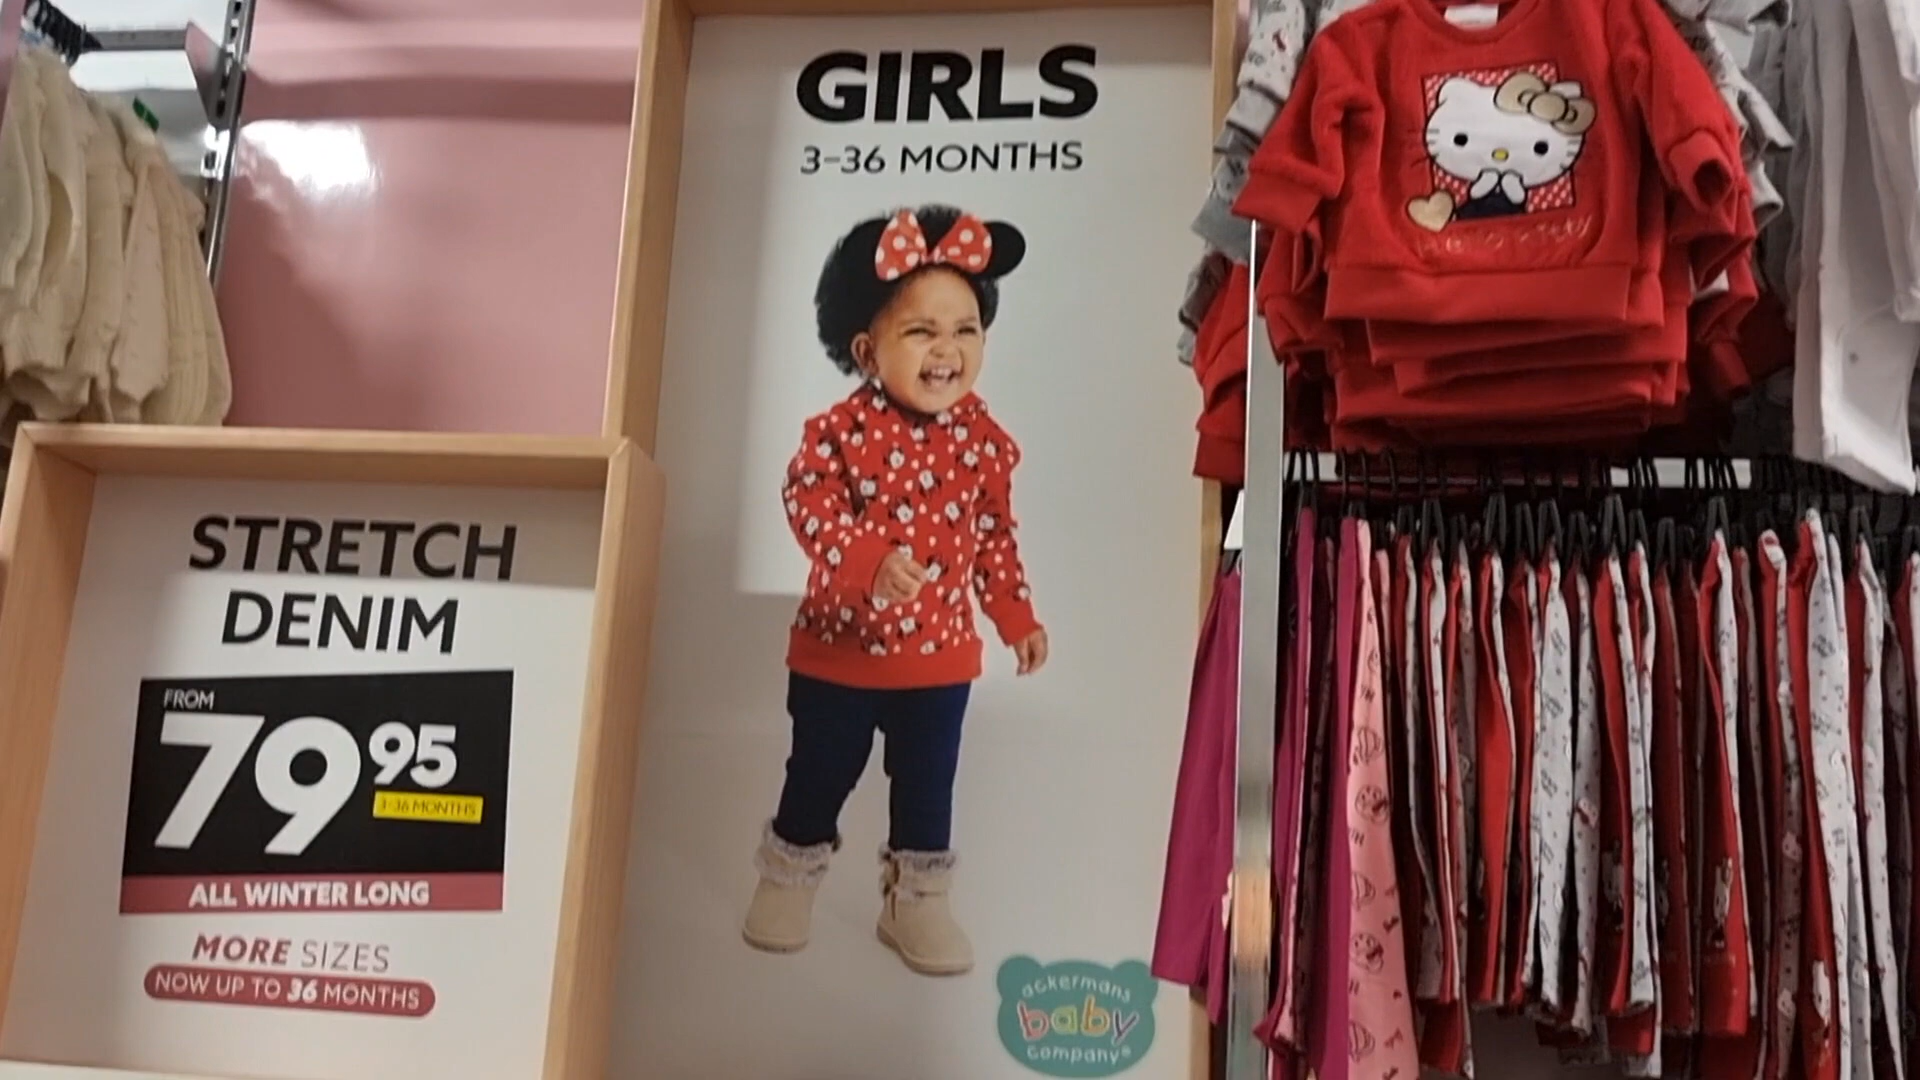 GIRLS
3-36 MONTHS
STRETCH
DENIM
FROM
79 95
3-36 MONTHS
ALL WINTER LONG
MORE SIZES
NOW UP TO 36 MONTHS
ackermans
baby
company